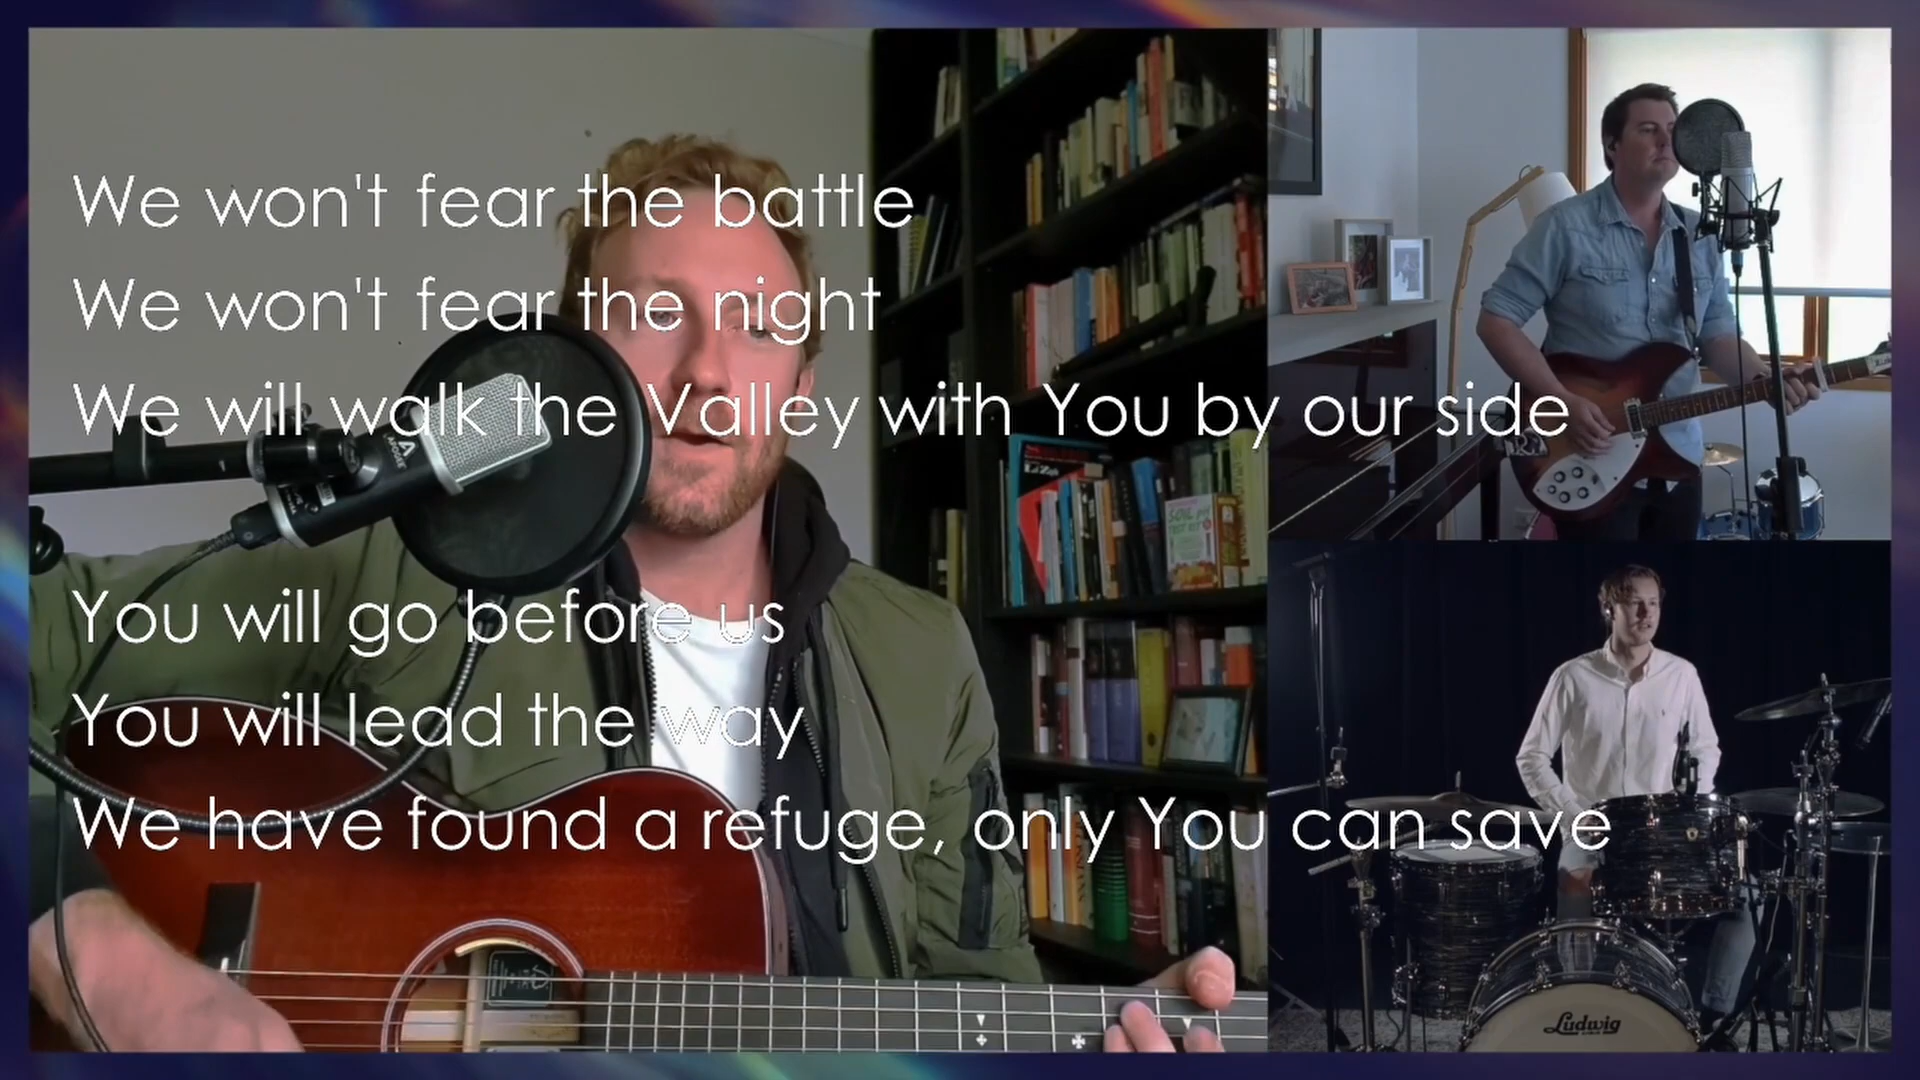 We won't fear the battle
We won't fear the night
We will walk the Valley with You by our side
You will go before us
You will lead the way
We have found a refuge, only You can save
Ludwig